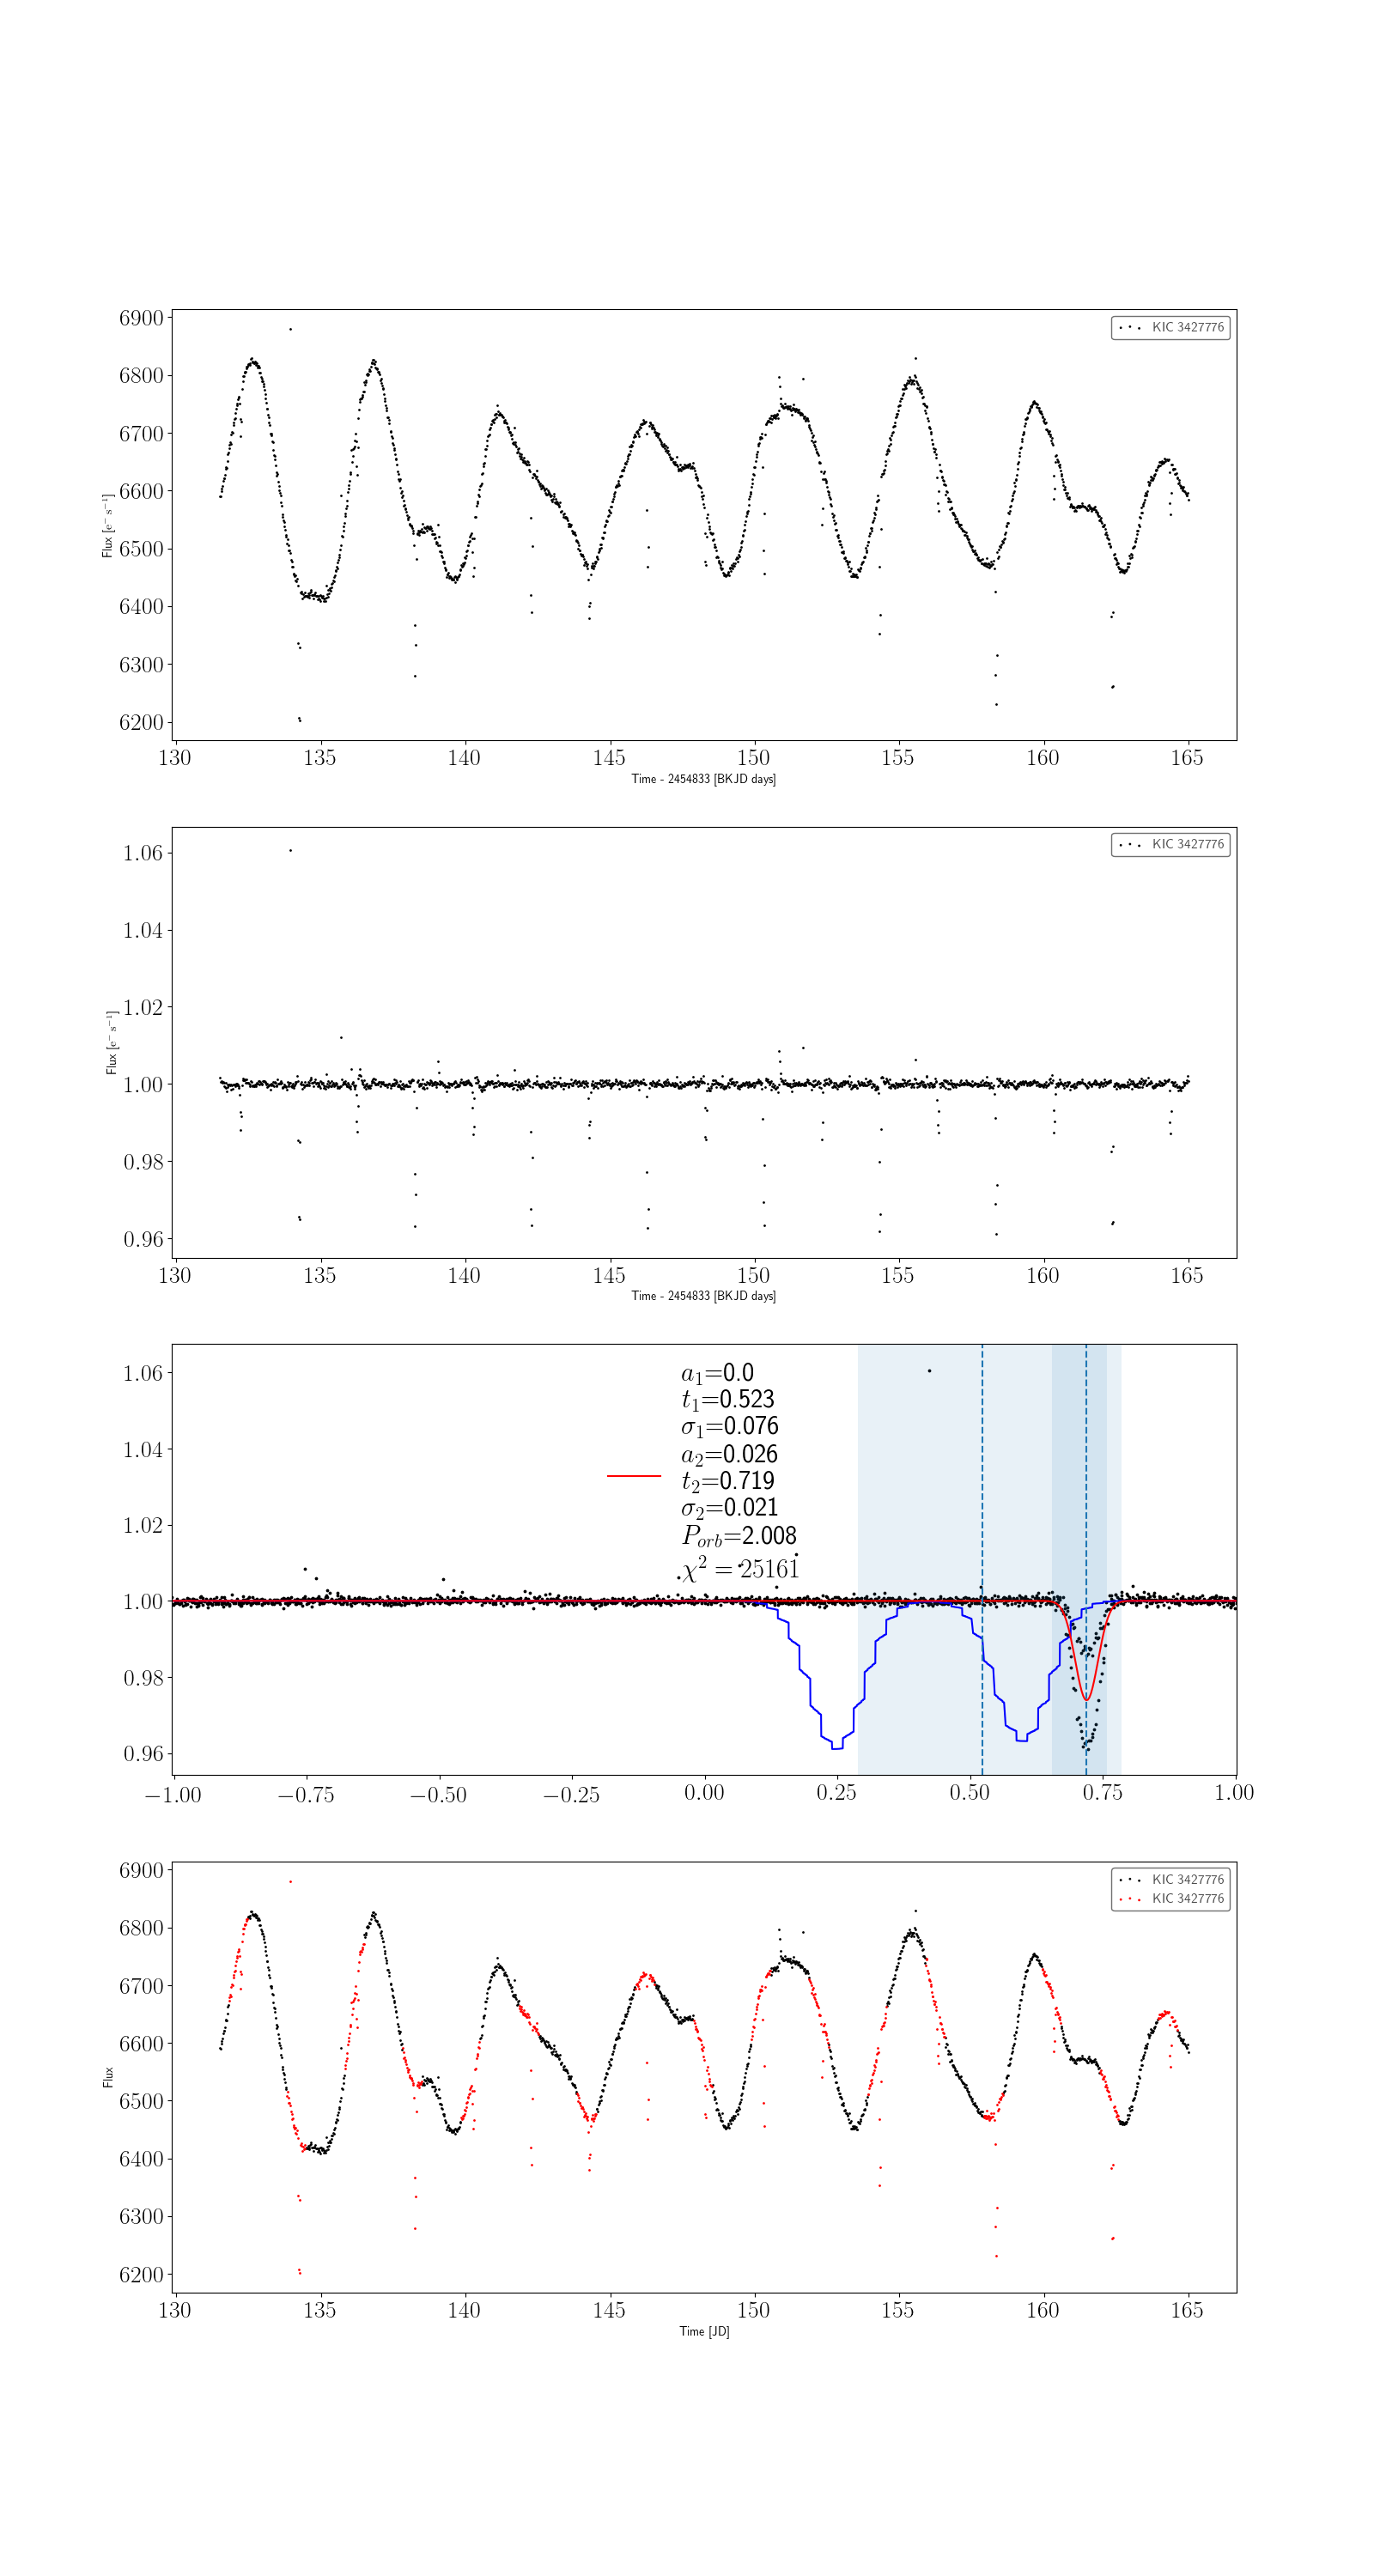 6900
6800
6700
6600
6500
6400
6300
6200
Flux [e⁻ s⁻¹]
KIC 3427776
130 135 140 145 150 155 160 165
Time - 2454833 [BKJD days]
1.06
1.04
1.02
1.00
0.98
0.96
Flux [e⁻ s⁻¹]
KIC 3427776
130 135 140 145 150 155 160 165
Time - 2454833 [BKJD days]
1.06
1.04
1.02
1.00
0.98
0.96
a₁=0.0
t₁=0.523
σ₁=0.076
a₂=0.026
t₂=0.719
σ₂=0.021
P_orb=2.008
χ² = 25161
−1.00 −0.75 −0.50 −0.25 0.00 0.25 0.50 0.75 1.00
6900
6800
6700
6600
6500
6400
6300
6200
Flux
KIC 3427776
KIC 3427776
130 135 140 145 150 155 160 165
Time [JD]